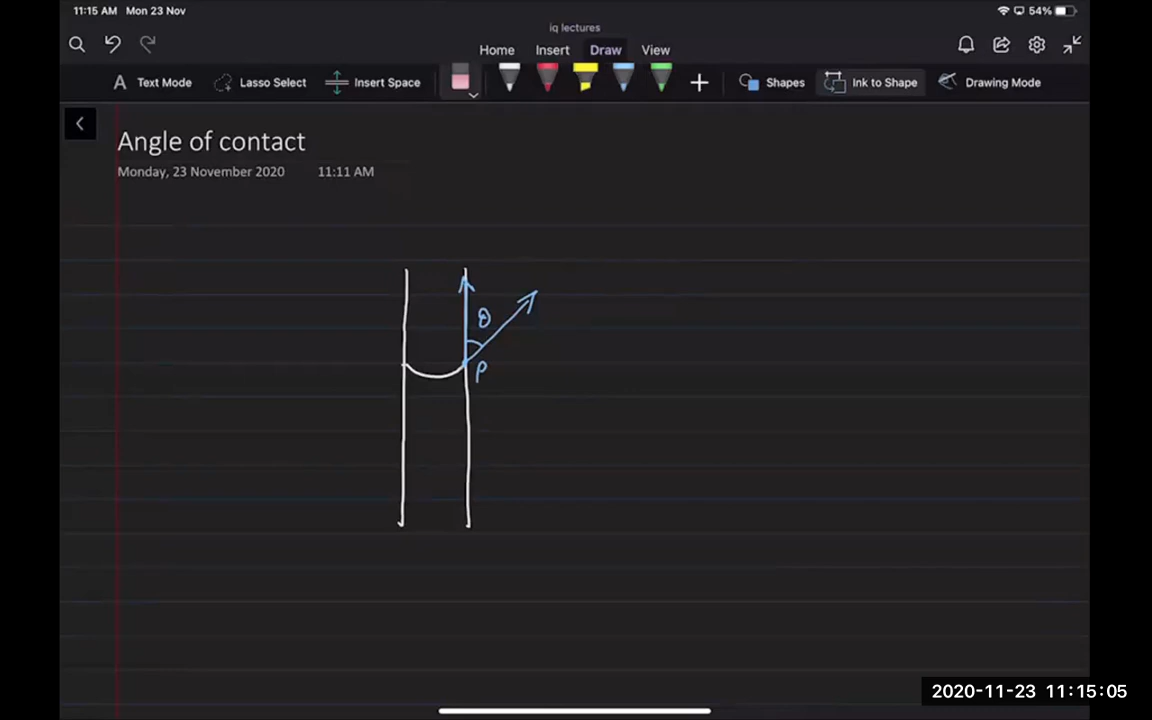 11:15 AM Mon 23 Nov
54%
iq lectures
Home Insert Draw View
Text Mode Lasso Select Insert Space Shapes Ink to Shape Drawing Mode
Angle of contact
Monday, 23 November 2020 11:11 AM
θ
P
2020-11-23 11:15:05